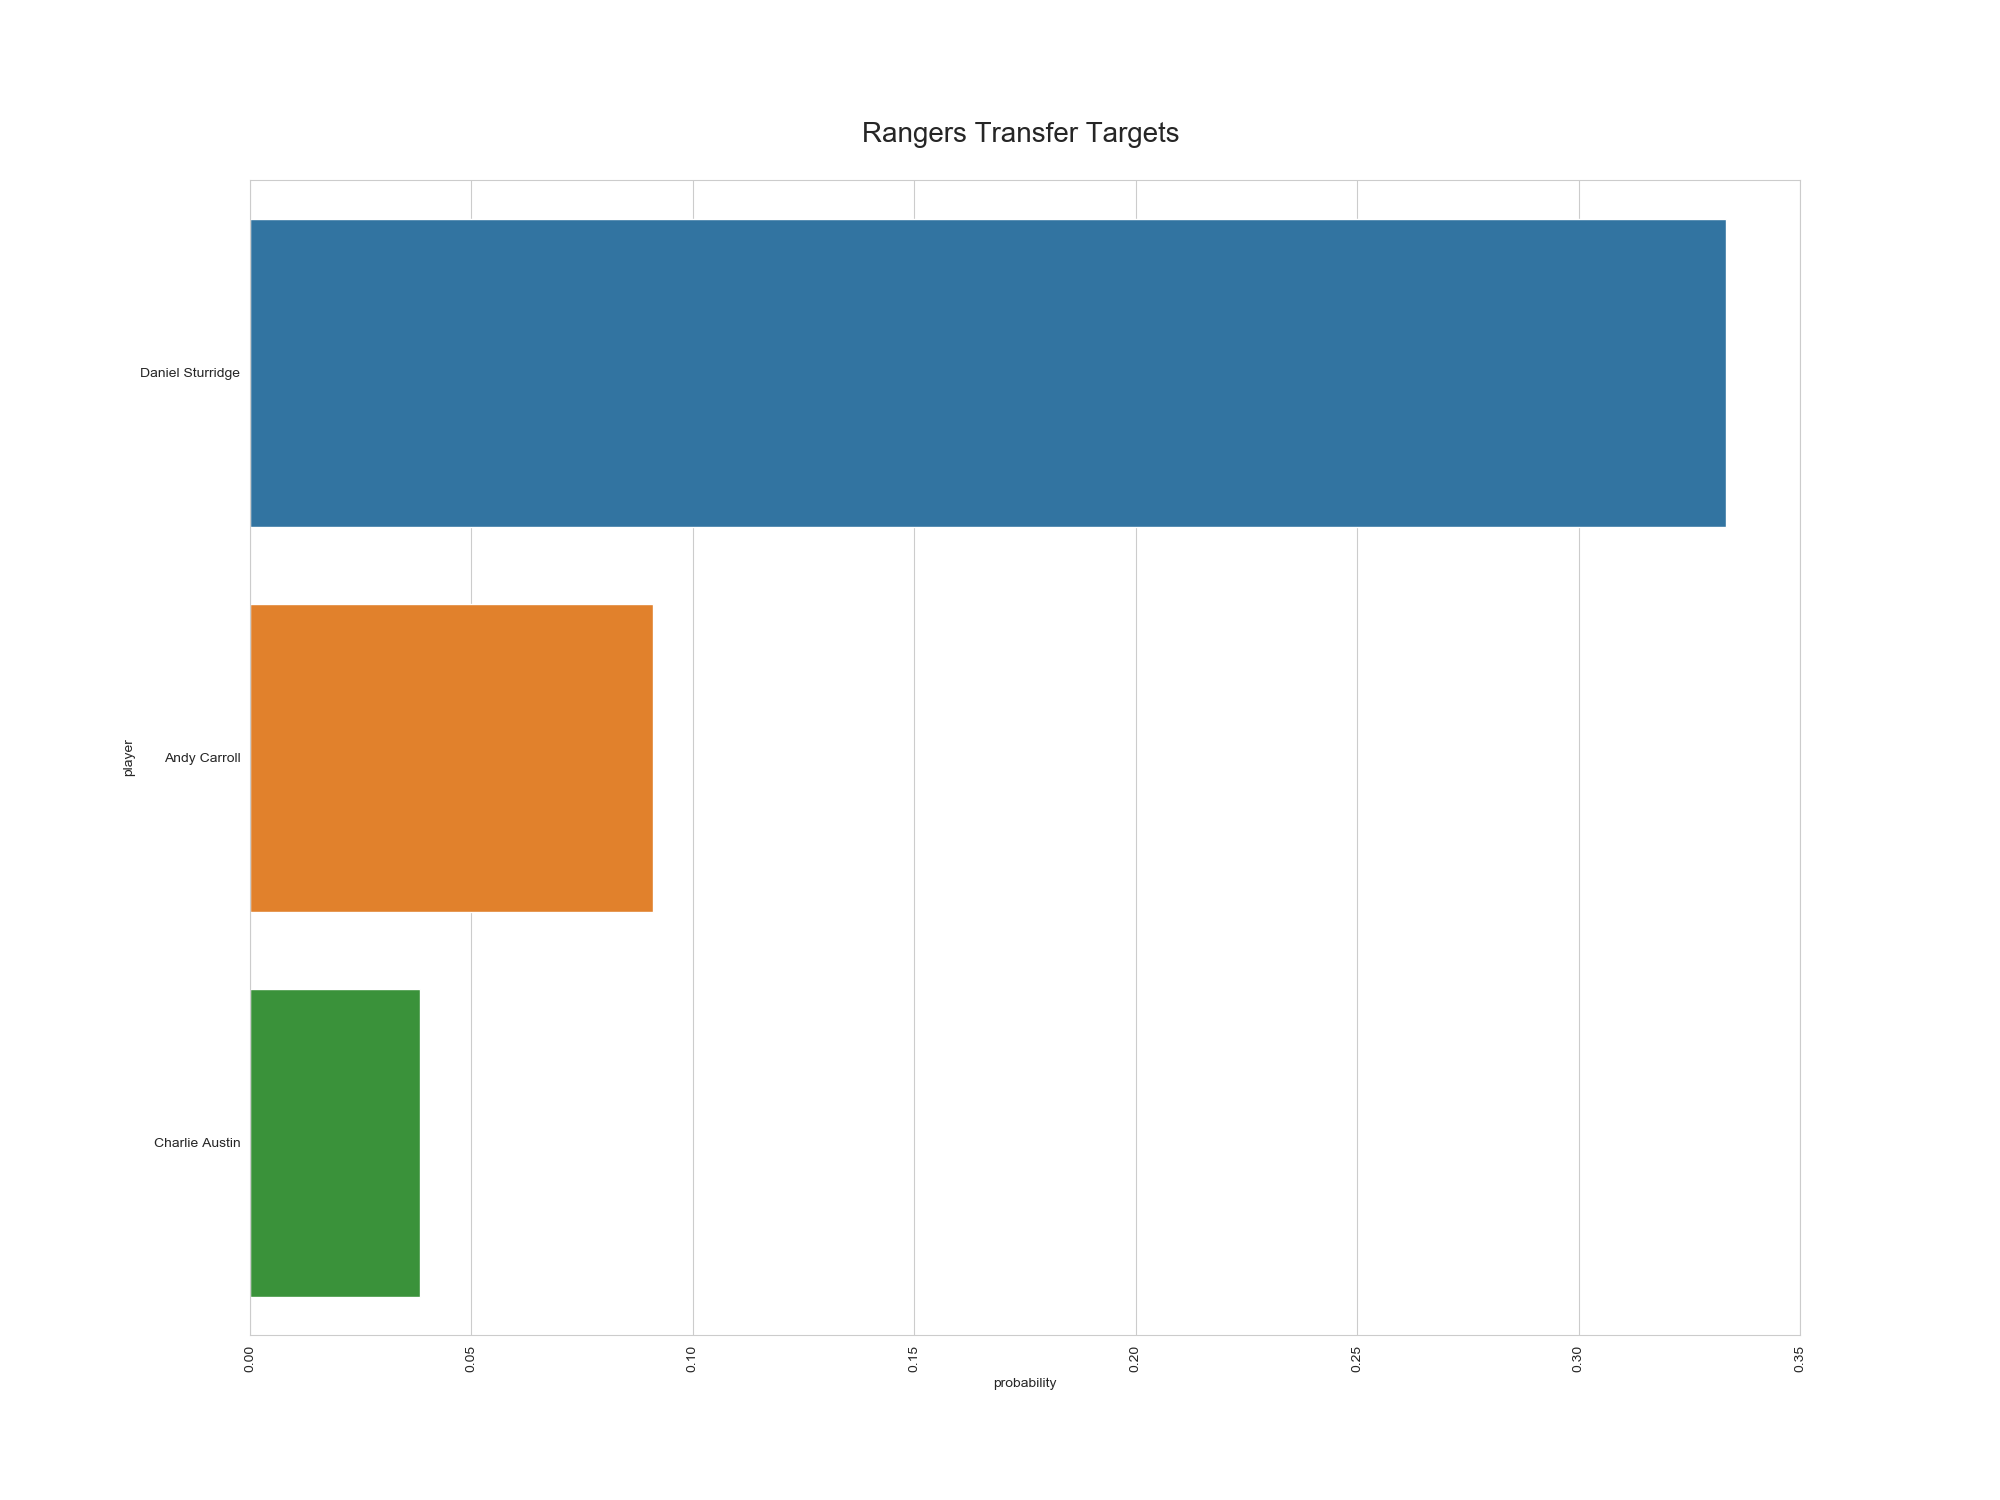 Rangers Transfer Targets
player
Daniel Sturridge
Andy Carroll
Charlie Austin
0.00
0.05
0.10
0.15
0.20
0.25
0.30
0.35
probability